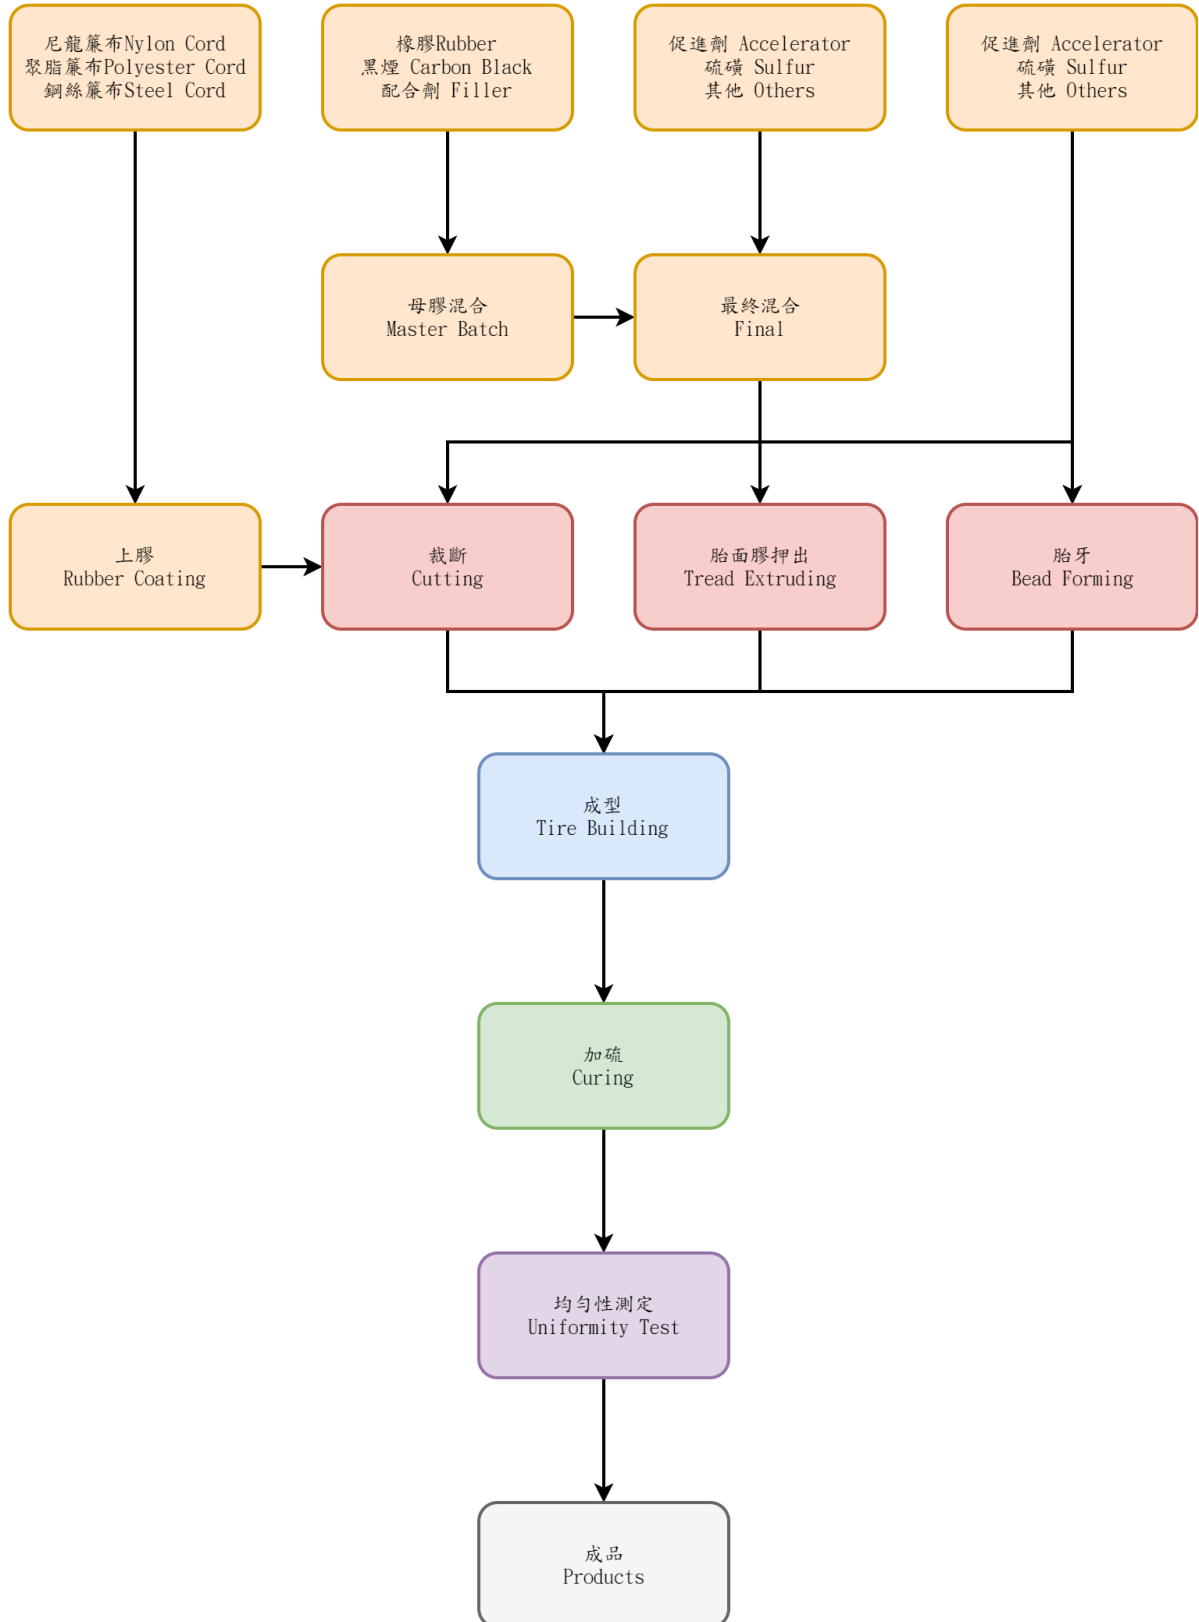 尼龍簾布Nylon Cord
聚脂簾布Polyester Cord
鋼絲簾布Steel Cord
橡膠Rubber
黑煙 Carbon Black
配合劑 Filler
促進劑 Accelerator
硫磺 Sulfur
其他 Others
促進劑 Accelerator
硫磺 Sulfur
其他 Others
母膠混合
Master Batch
最終混合
Final
上膠
Rubber Coating
裁斷
Cutting
胎面膠押出
Tread Extruding
胎牙
Bead Forming
成型
Tire Building
加硫
Curing
均勻性測定
Uniformity Test
成品
Products